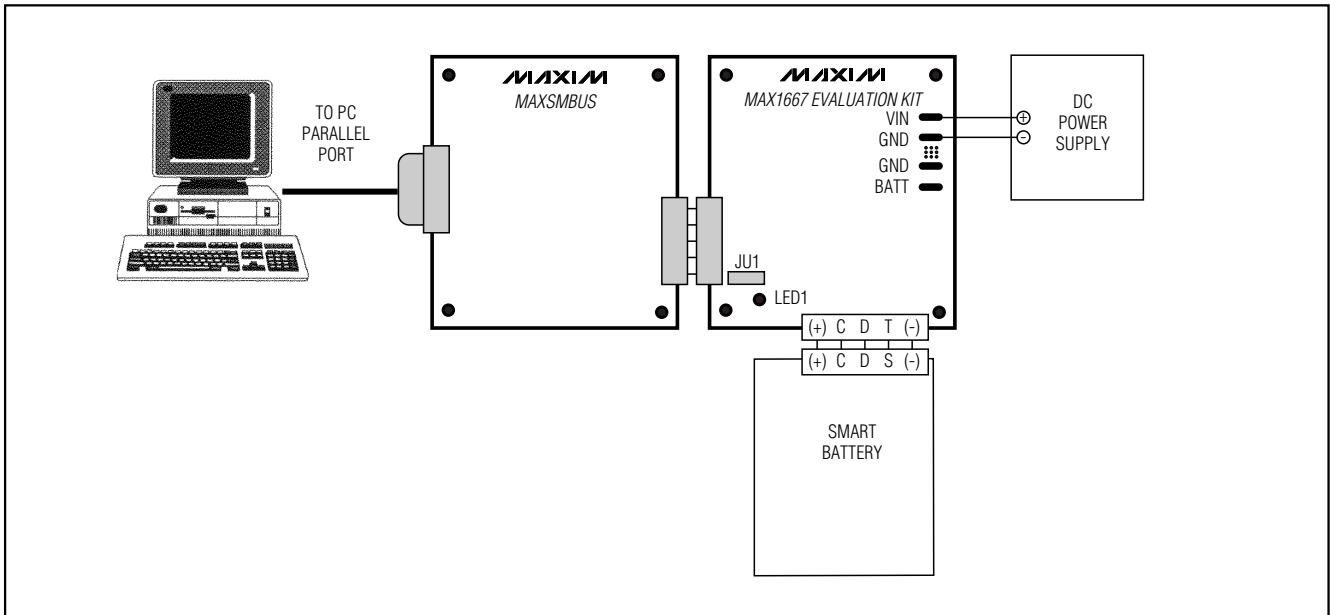 TO PC
PARALLEL
PORT
MAXIM
MAXSMBUS
MAXIM
MAX1667 EVALUATION KIT
VIN
GND
GND
BATT
+
-
DC
POWER
SUPPLY
JU1
LED1
(+) C D T (-)
(+) C D S (-)
SMART
BATTERY